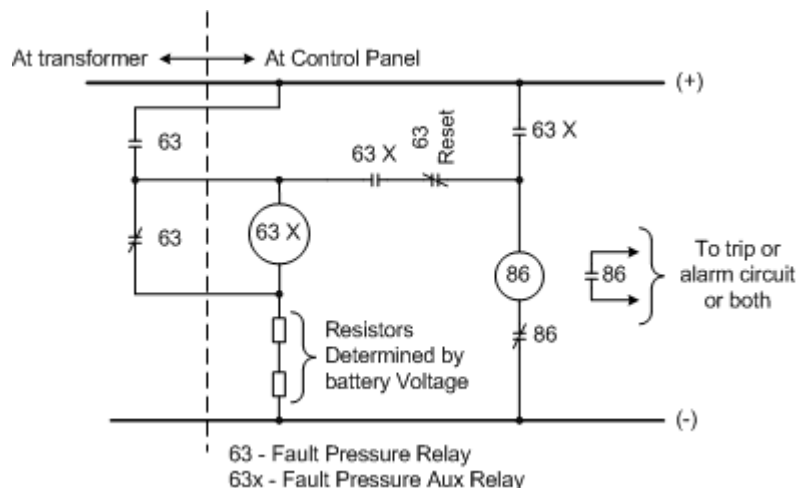 At transformer
At Control Panel
(+)
63
63 X
63
Reset
63 X
63
63 X
86
86
To trip or
alarm circuit
or both
86
Resistors
Determined by
battery Voltage
(-)
63 - Fault Pressure Relay
63x - Fault Pressure Aux Relay